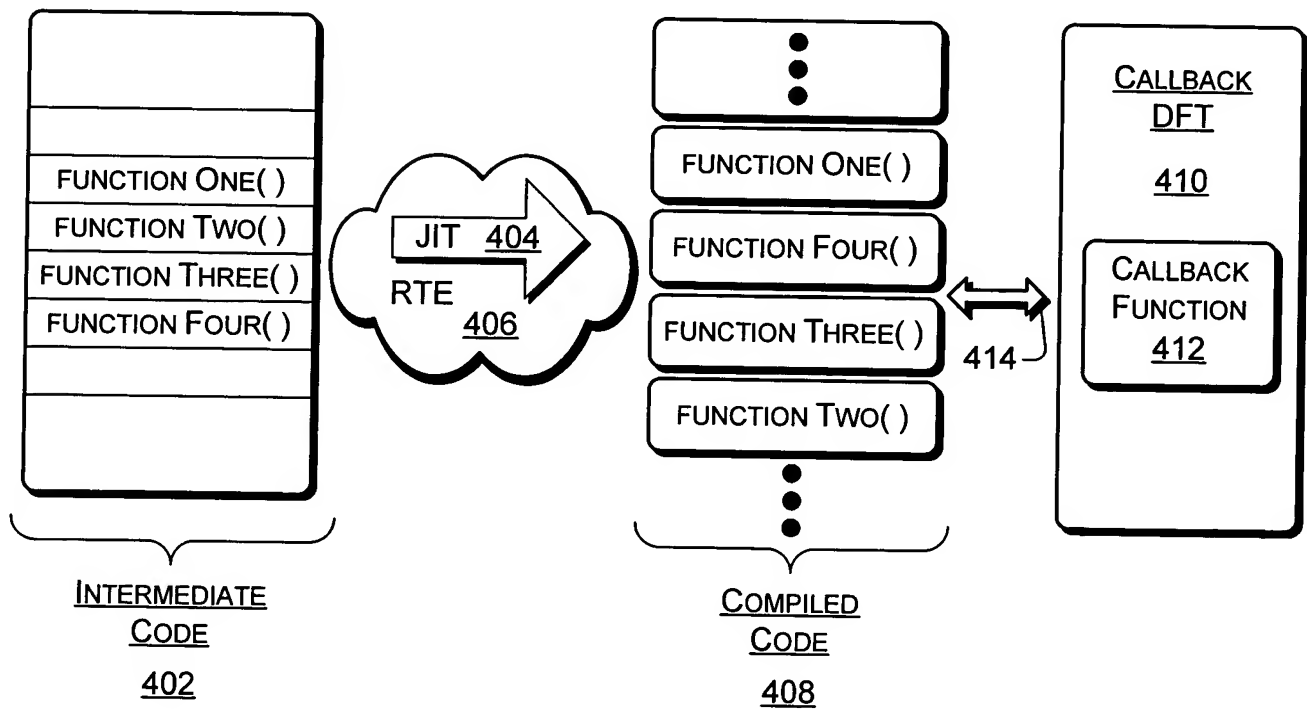 FUNCTION ONE( )
FUNCTION TWO( )
FUNCTION THREE( )
FUNCTION FOUR( )
INTERMEDIATE
CODE
402
JIT 404
RTE
406
FUNCTION ONE( )
FUNCTION FOUR( )
FUNCTION THREE( )
FUNCTION TWO( )
COMPILED
CODE
408
414
CALLBACK
DFT
410
CALLBACK
FUNCTION
412